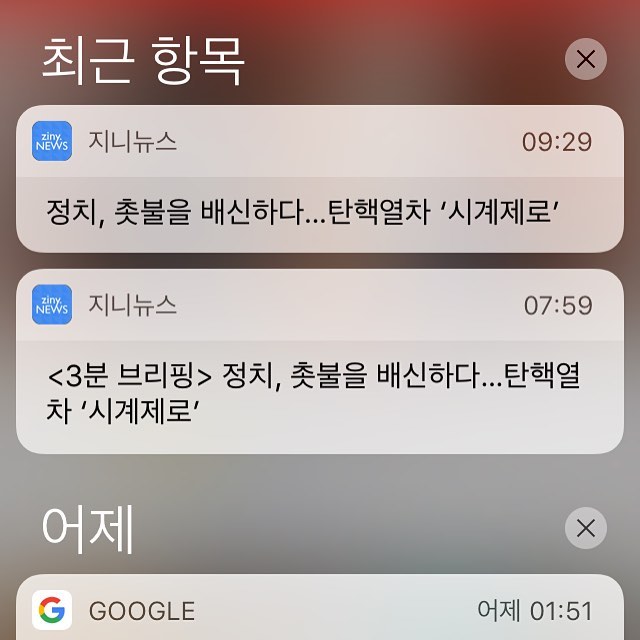 최근 항목
ziny NEWS 지니뉴스 09:29
정치, 촛불을 배신하다...탄핵열차 ‘시계제로’
ziny NEWS 지니뉴스 07:59
<3분 브리핑> 정치, 촛불을 배신하다...탄핵열
차 ‘시계제로’
어제
G GOOGLE 어제 01:51